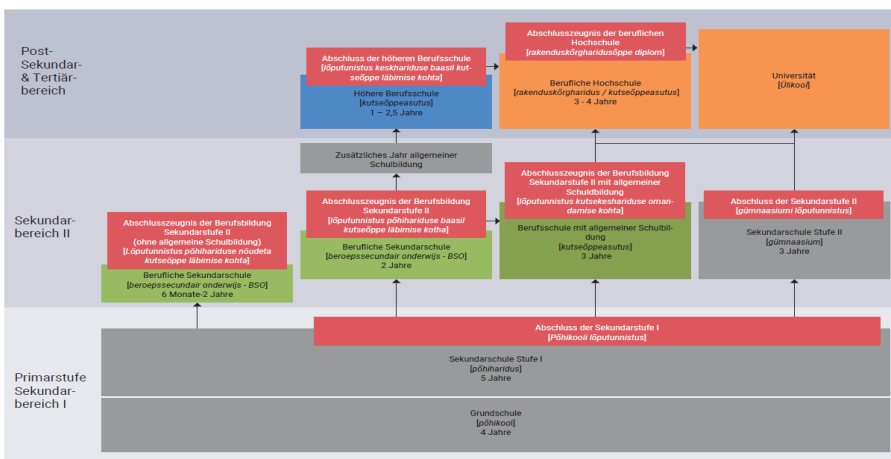 Post-
Sekundar-
& Tertiär-
bereich
Abschluss der höheren Berufsschule
[lõputunnistus keskhariduse baasil kut-
seõppe läbimise kohta]
Höhere Berufsschule
[kutseõppeasutus]
1 – 2,5 Jahre
Abschlusszeugnis der beruflichen
Hochschule
[rakenduskõrgharidusõppe diplom]
Berufliche Hochschule
[rakenduskõrgharidus / kutseõppeasutus]
3 - 4 Jahre
Universität
[Ülikool]
Sekundar-
bereich II
Abschlusszeugnis der Berufsbildung
Sekundarstufe II
(ohne allgemeine Schulbildung)
[Lõputunnistus põhihariduse nõudeta
kutseõppe läbimise kohta]
Berufliche Sekundarschule
[beroepssecundair onderwijs - BSO]
6 Monate-2 Jahre
Zusätzliches Jahr allgemeiner
Schulbildung
Abschlusszeugnis der Berufsbildung
Sekundarstufe II
[lõputunnistus põhihariduse baasil
kutseõppe läbimise kotha]
Berufliche Sekundarschule
[beroepssecundair onderwijs - BSO]
2 Jahre
Abschlusszeugnis der Berufsbildung
Sekundarstufe II mit allgemeiner
Schuldbildung
[lõputunnistus kutsekeskhariduse oman-
damise kohta]
Berufsschule mit allgemeiner Schulbil-
dung
[kutseõppeasutus]
3 Jahre
Abschluss der Sekundarstufe II
[gümnaasiumi lõputunnistus]
Sekundarschule Stufe II
[gümnaasium]
3 Jahre
Primarstufe
Sekundar-
bereich I
Abschluss der Sekundarstufe I
[Põhikooli lõputunnistus]
Sekundarschule Stufe I
[põhiharidus]
5 Jahre
Grundschule
[põhikool]
4 Jahre